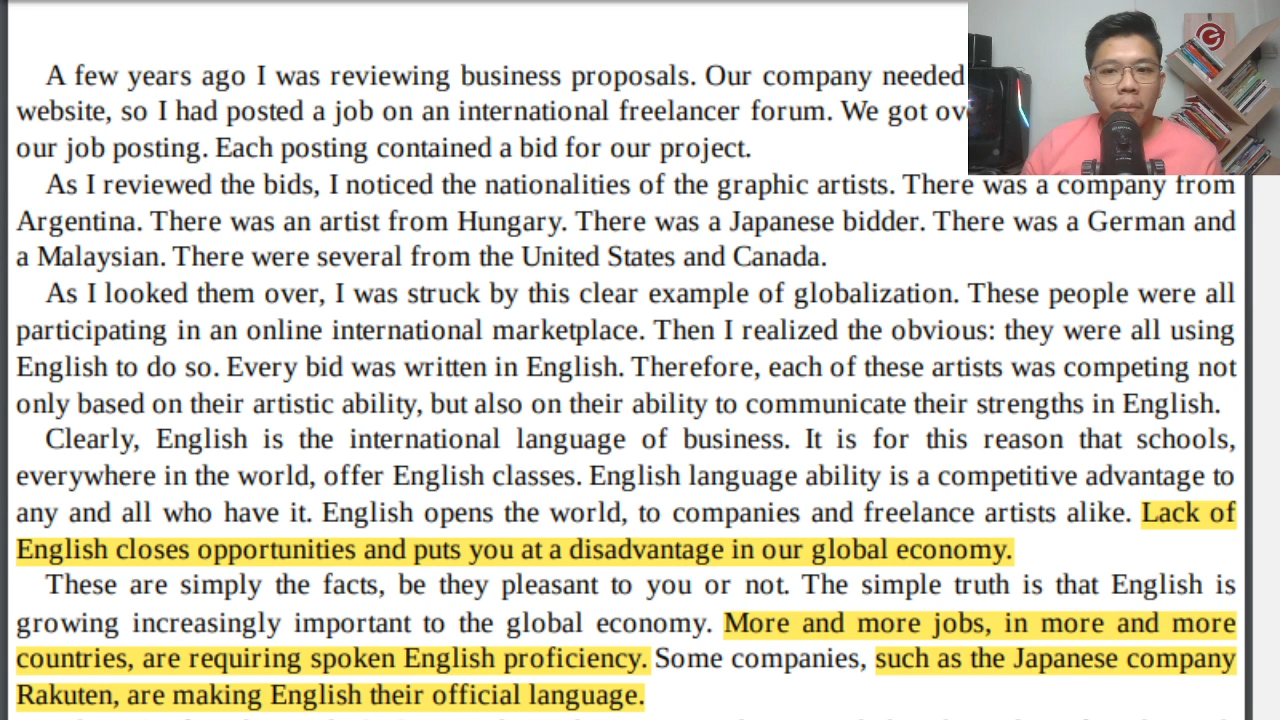 A few years ago I was reviewing business proposals. Our company needed
website, so I had posted a job on an international freelancer forum. We got
our job posting. Each posting contained a bid for our project.
As I reviewed the bids, I noticed the nationalities of the graphic artists. There was a company from
Argentina. There was an artist from Hungary. There was a Japanese bidder. There was a German and
a Malaysian. There were several from the United States and Canada.
As I looked them over, I was struck by this clear example of globalization. These people were all
participating in an online international marketplace. Then I realized the obvious: they were all using
English to do so. Every bid was written in English. Therefore, each of these artists was competing not
only based on their artistic ability, but also on their ability to communicate their strengths in English.
Clearly, English is the international language of business. It is for this reason that schools,
everywhere in the world, offer English classes. English language ability is a competitive advantage to
any and all who have it. English opens the world, to companies and freelance artists alike. Lack of
English closes opportunities and puts you at a disadvantage in our global economy.
These are simply the facts, be they pleasant to you or not. The simple truth is that English is
growing increasingly important to the global economy. More and more jobs, in more and more
countries, are requiring spoken English proficiency. Some companies, such as the Japanese company
Rakuten, are making English their official language.